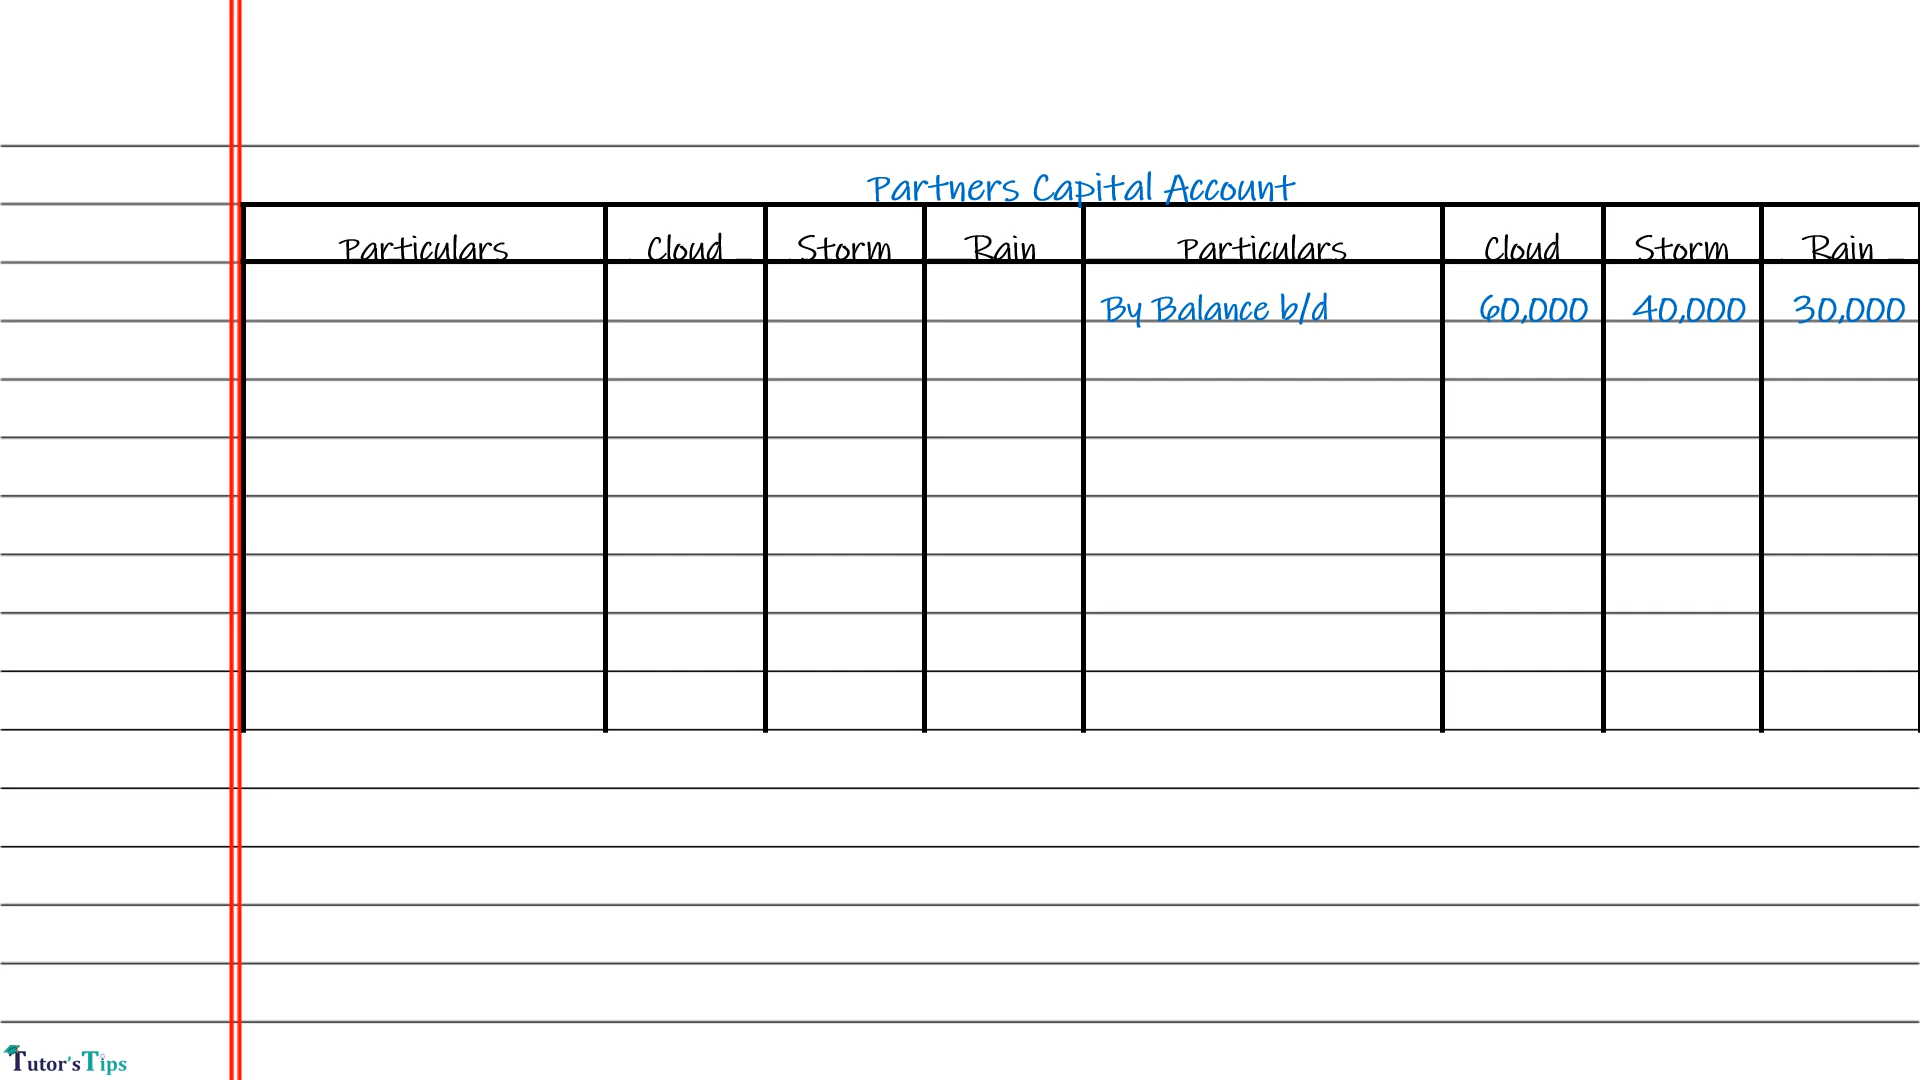 Partners Capital Account
Particulars Cloud Storm Rain Particulars Cloud Storm Rain
By Balance b/d 60,000 40,000 30,000
Tutor'sTips